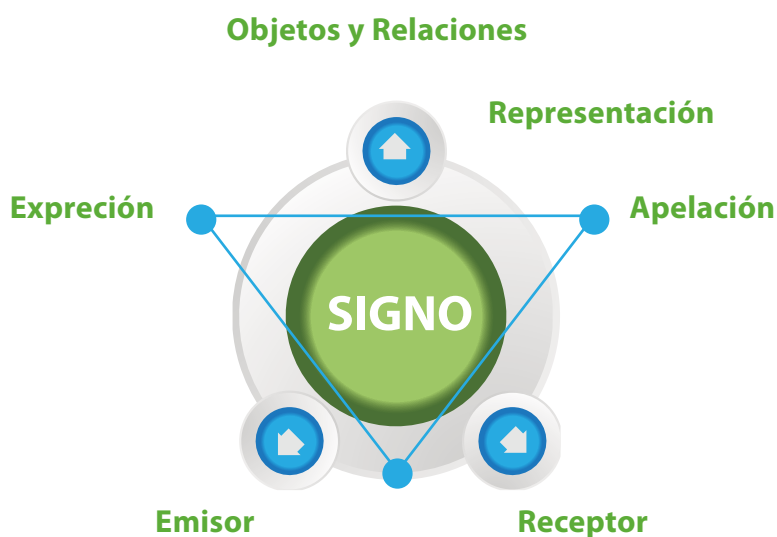 Objetos y Relaciones
Representación
Expreción
Apelación
SIGNO
Emisor
Receptor